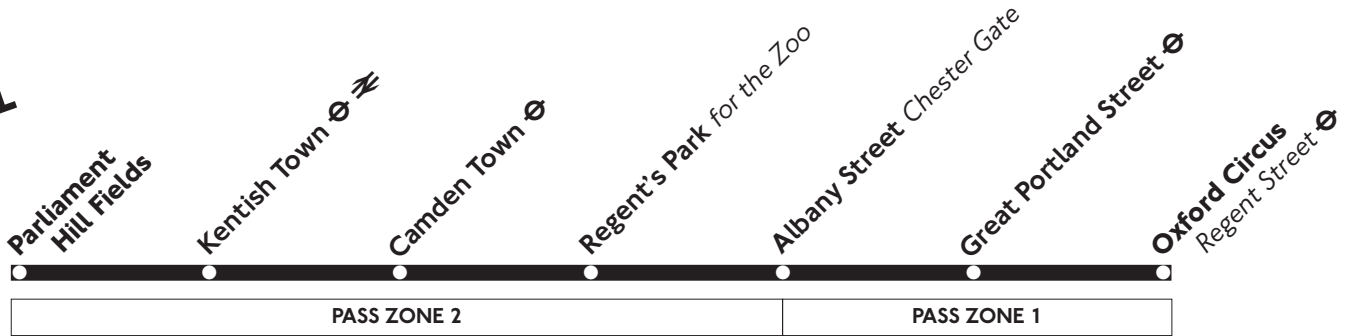 Parliament
Hill Fields
Kentish Town
Camden Town
Regent's Park for the Zoo
Albany Street Chester Gate
Great Portland Street
Oxford Circus
Regent Street
PASS ZONE 2
PASS ZONE 1